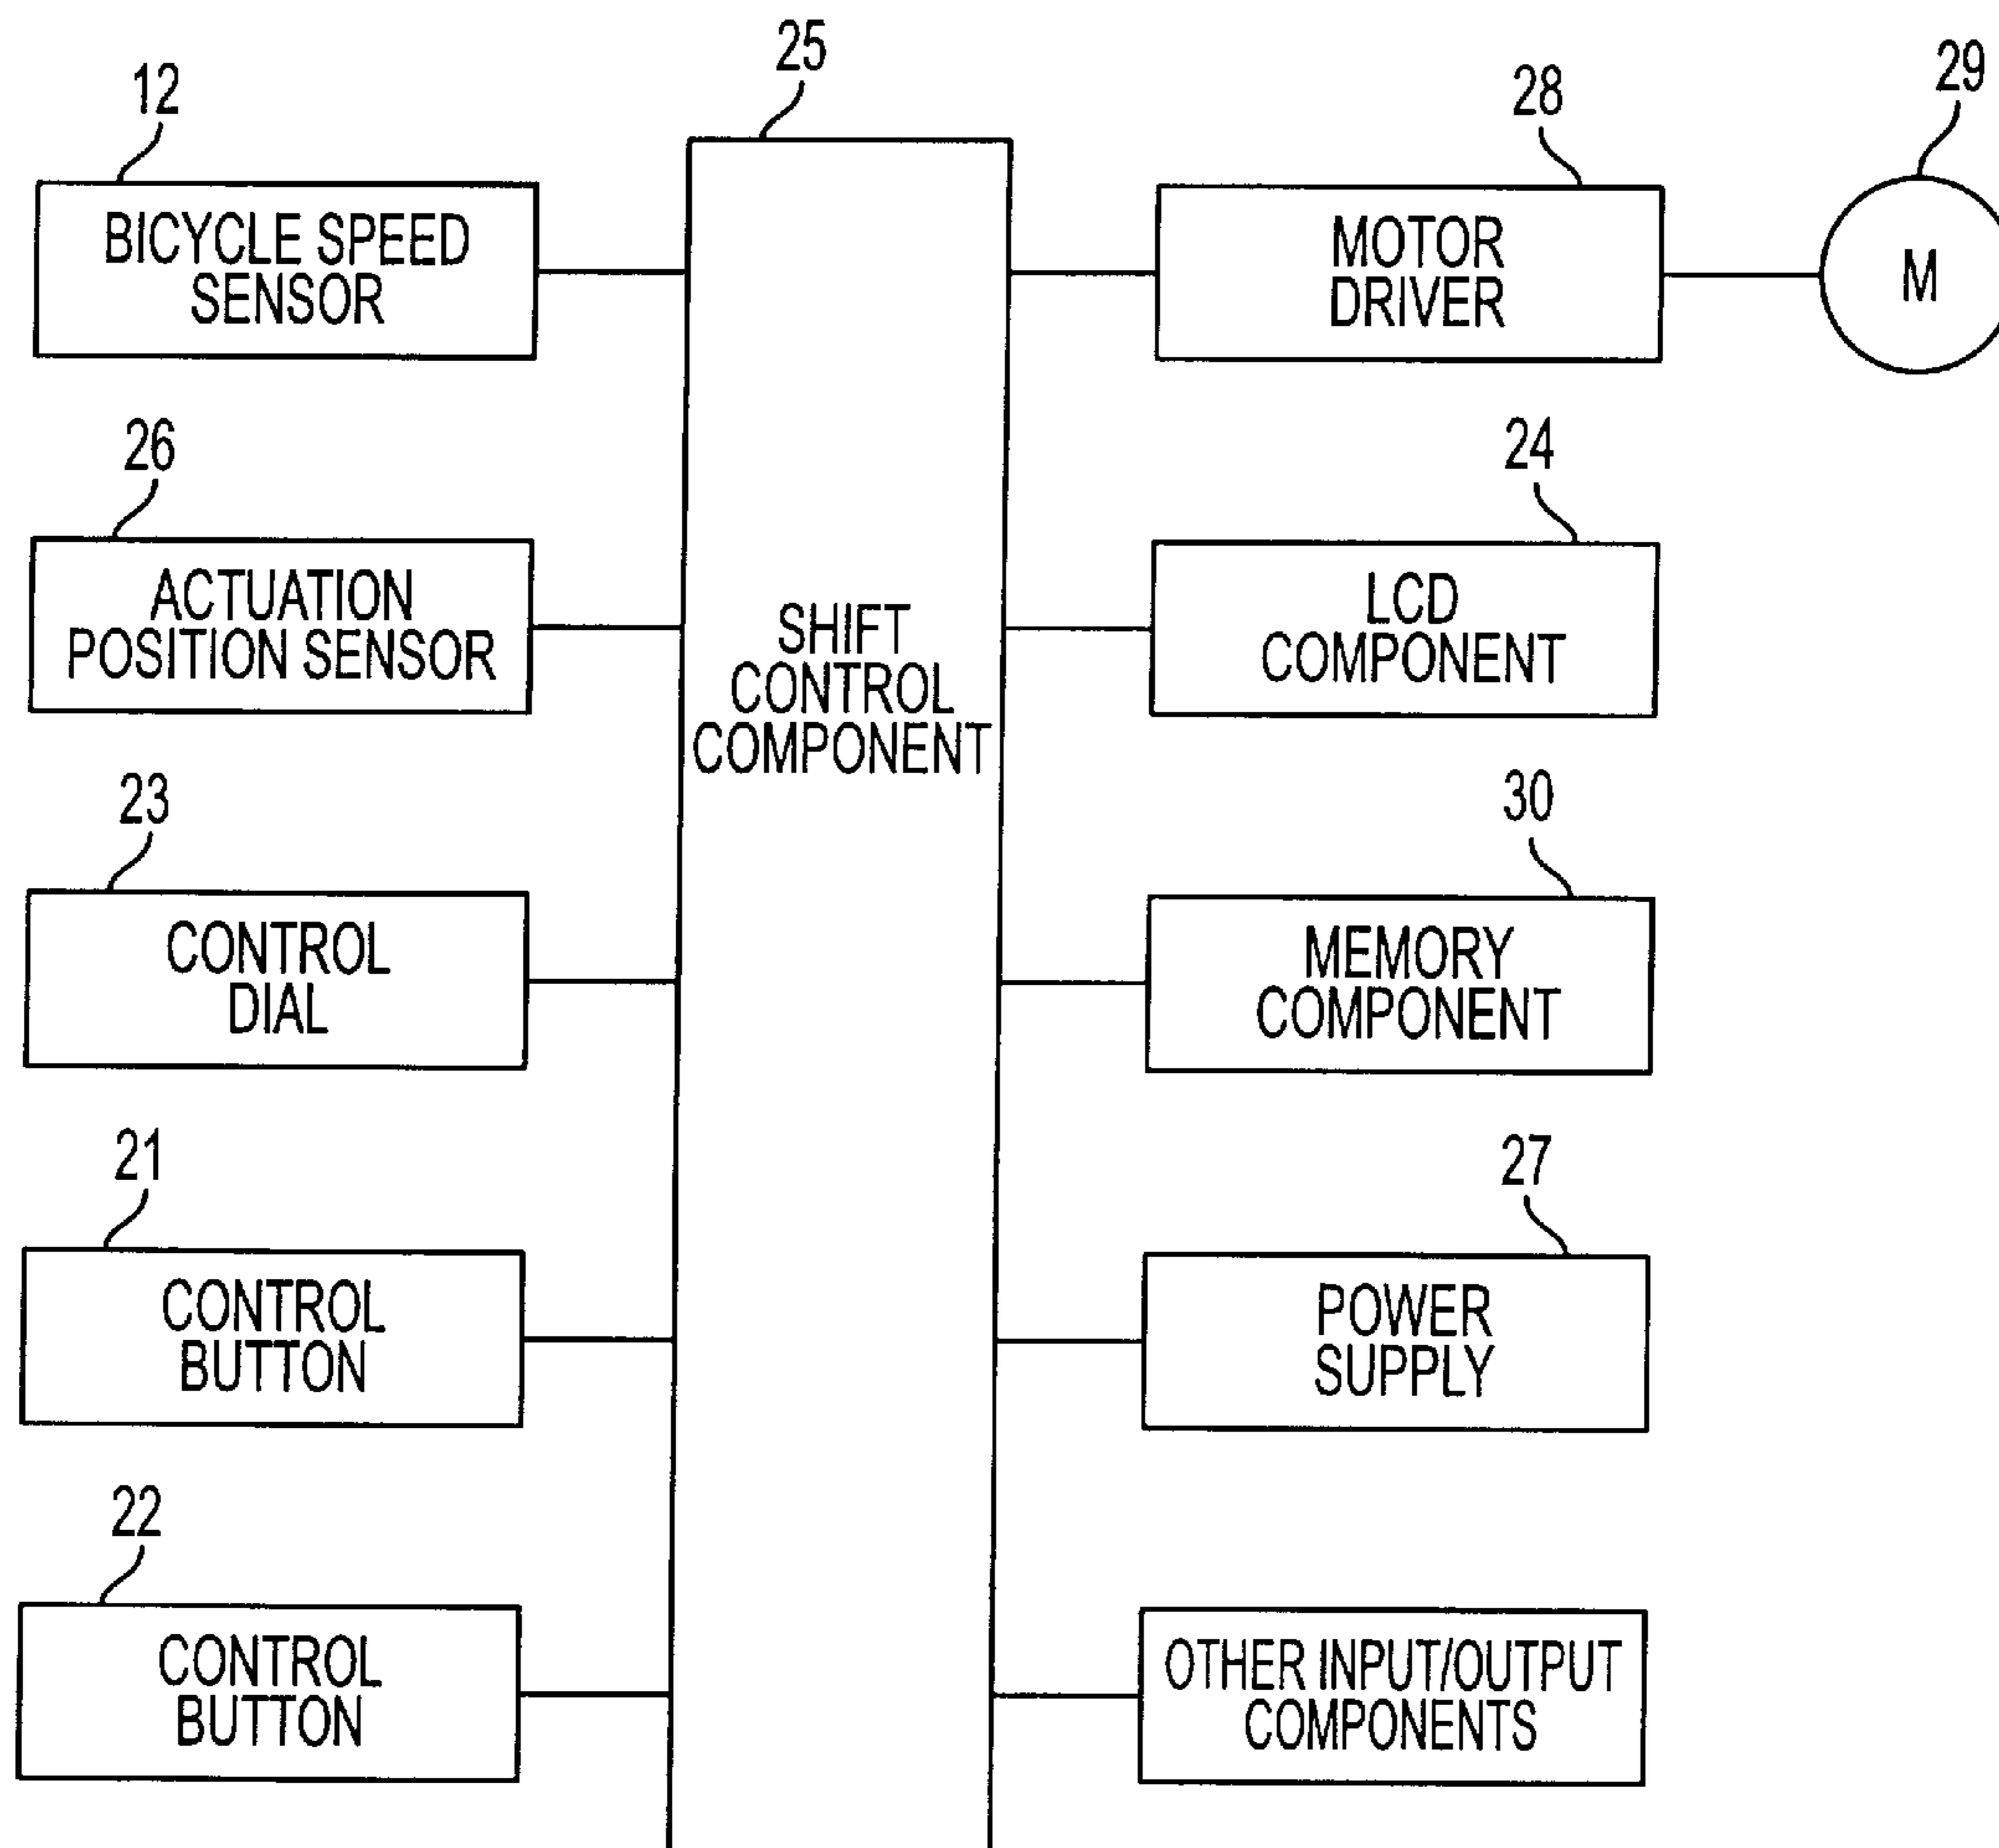 25
12
28
29
BICYCLE SPEED
SENSOR
MOTOR
DRIVER
M
26
24
ACTUATION
POSITION SENSOR
SHIFT
CONTROL
COMPONENT
LCD
COMPONENT
23
30
CONTROL
DIAL
MEMORY
COMPONENT
21
27
CONTROL
BUTTON
POWER
SUPPLY
22
CONTROL
BUTTON
OTHER INPUT/OUTPUT
COMPONENTS